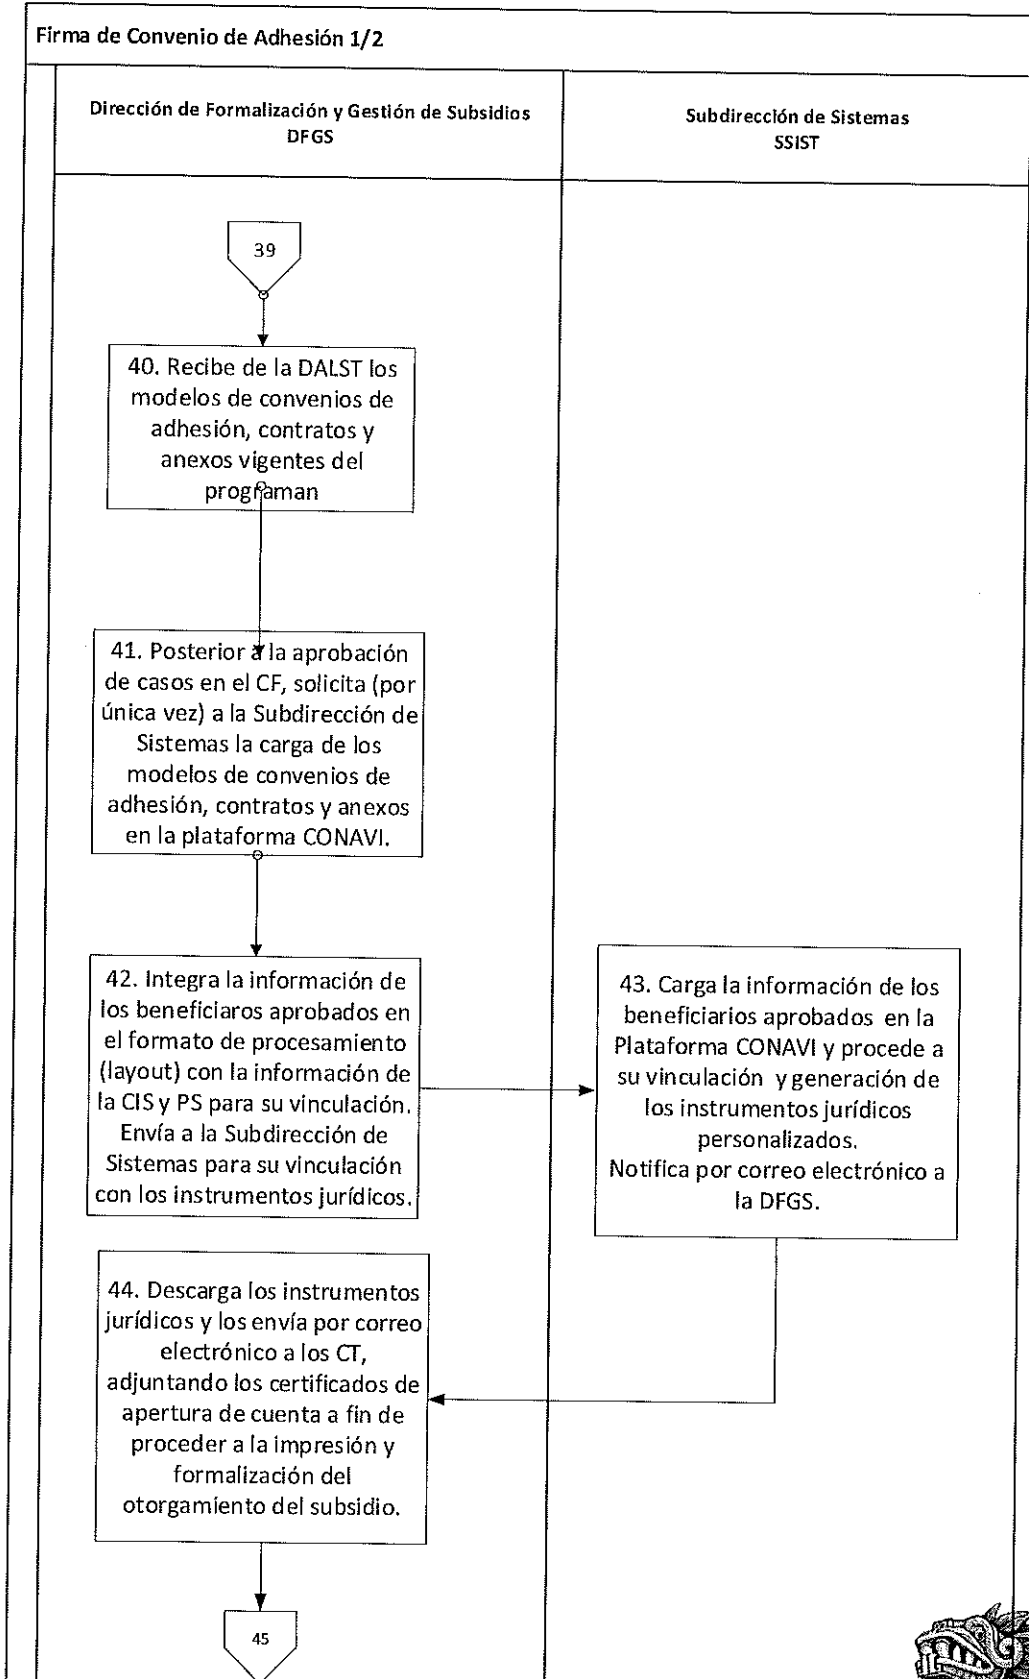 Firma de Convenio de Adhesión 1/2
Dirección de Formalización y Gestión de Subsidios
DFGS
Subdirección de Sistemas
SSIST
39
40. Recibe de la DALST los
modelos de convenios de
adhesión, contratos y
anexos vigentes del
programan
41. Posterior a la aprobación
de casos en el CF, solicita (por
única vez) a la Subdirección de
Sistemas la carga de los
modelos de convenios de
adhesión, contratos y anexos
en la plataforma CONAVI.
42. Integra la información de
los beneficiaros aprobados en
el formato de procesamiento
(layout) con la información de
la CIS y PS para su vinculación.
Envía a la Subdirección de
Sistemas para su vinculación
con los instrumentos jurídicos.
43. Carga la información de los
beneficiarios aprobados en la
Plataforma CONAVI y procede a
su vinculación y generación de
los instrumentos jurídicos
personalizados.
Notifica por correo electrónico a
la DFGS.
44. Descarga los instrumentos
jurídicos y los envía por correo
electrónico a los CT,
adjuntando los certificados de
apertura de cuenta a fin de
proceder a la impresión y
formalización del
otorgamiento del subsidio.
45